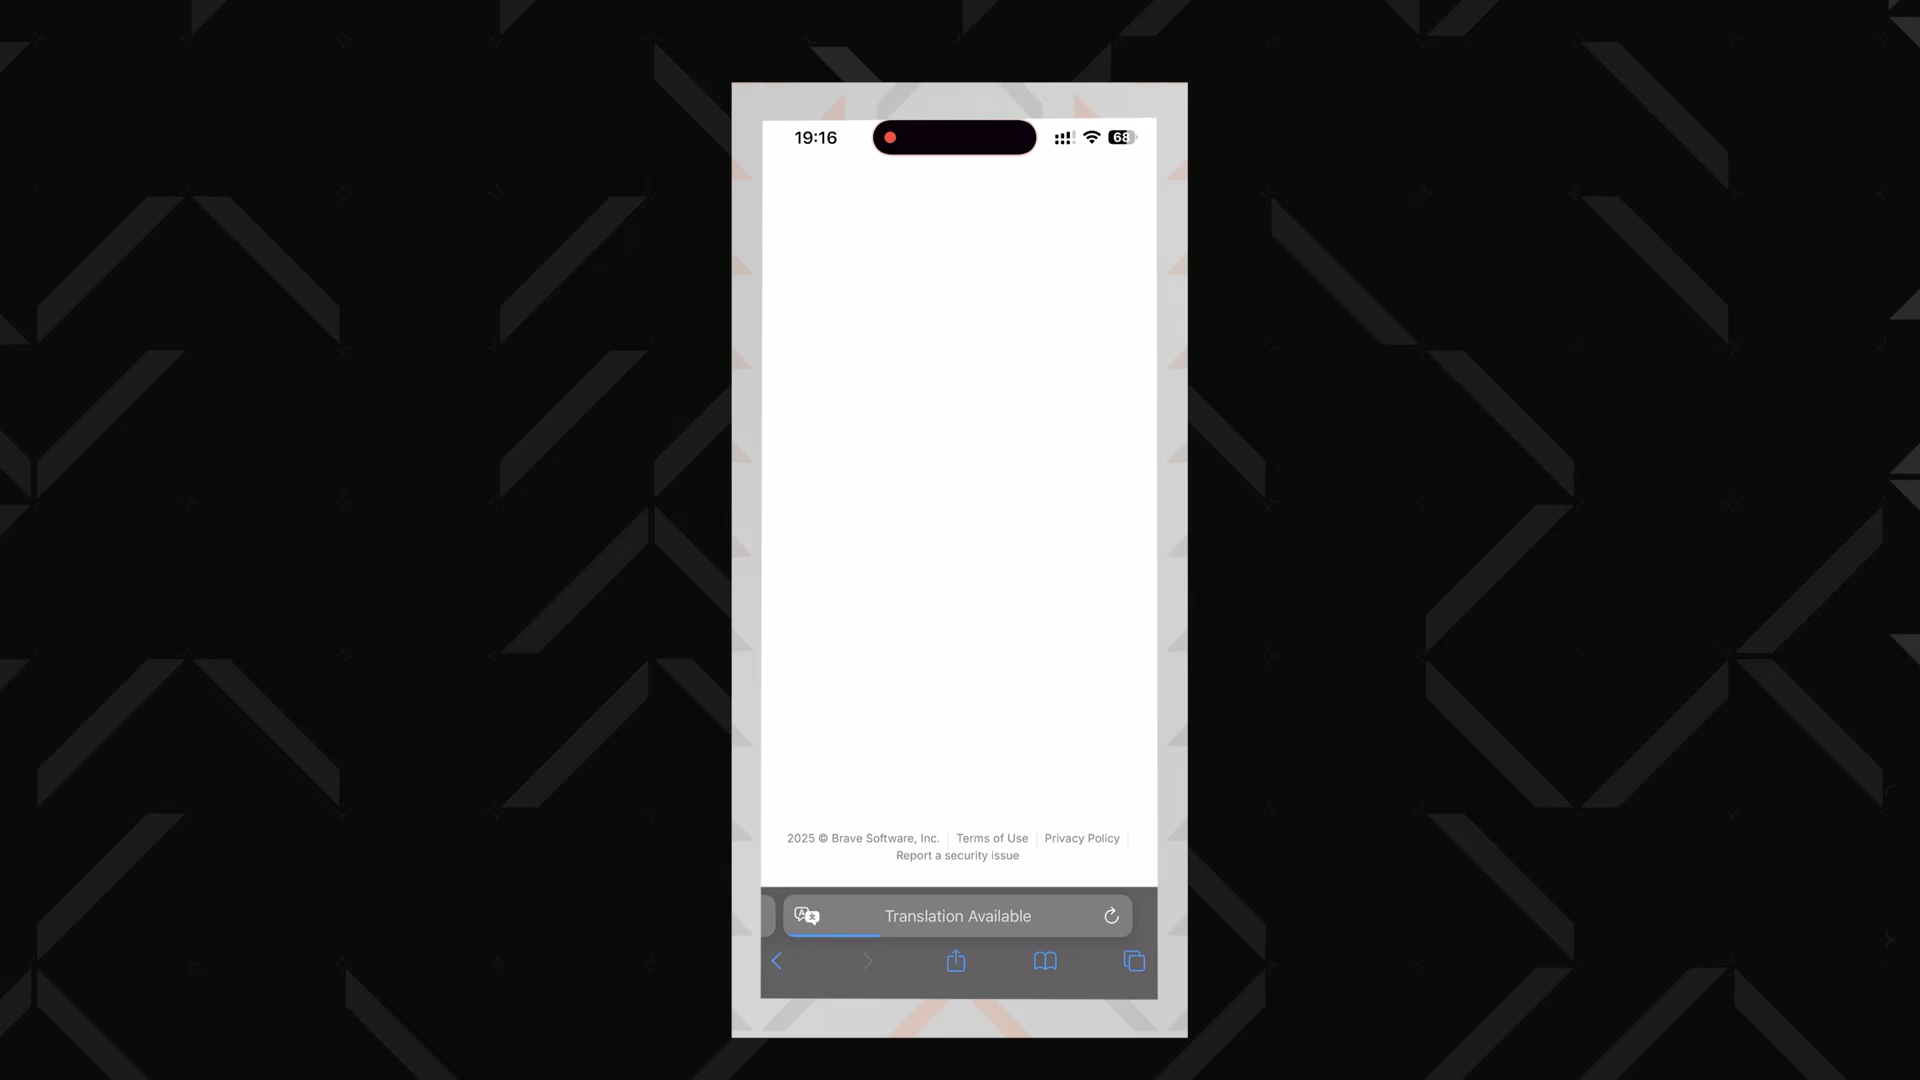 19:16
68
2025 © Brave Software, Inc. Terms of Use Privacy Policy
Report a security issue
Translation Available